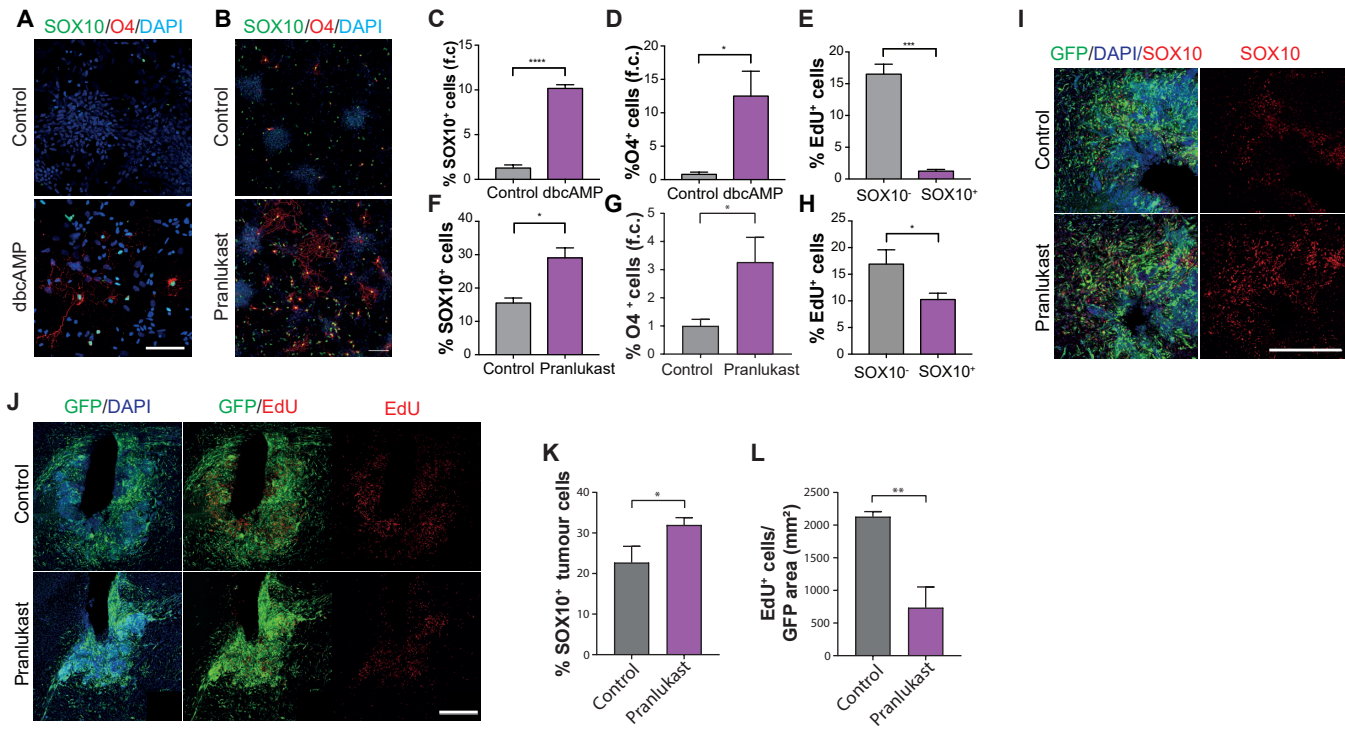 A
SOX10/O4/DAPI
Control
dbcAMP
B
SOX10/O4/DAPI
Control
Pranlukast
C
% SOX10⁺ cells (f.c)
15
10
5
0
****
Control dbcAMP
D
%O4⁺ cells (f.c.)
20
15
10
5
0
*
Control dbcAMP
E
% EdU⁺ cells
20
15
10
5
0
***
SOX10⁻ SOX10⁺
F
% SOX10⁺ cells
40
30
20
10
0
*
Control Pranlukast
G
% O4 ⁺ cells (f.c.)
5
4
3
2
1
0
*
Control Pranlukast
H
% EdU⁺ cells
25
20
15
10
5
0
*
SOX10⁻ SOX10⁺
I
GFP/DAPI/SOX10 SOX10
Control
Pranlukast
J
GFP/DAPI GFP/EdU EdU
Control
Pranlukast
K
% SOX10⁺ tumour cells
40
30
20
10
0
*
Control
Pranlukast
L
EdU⁺ cells/
GFP area (mm²)
2500
2000
1500
1000
500
0
**
Control
Pranlukast